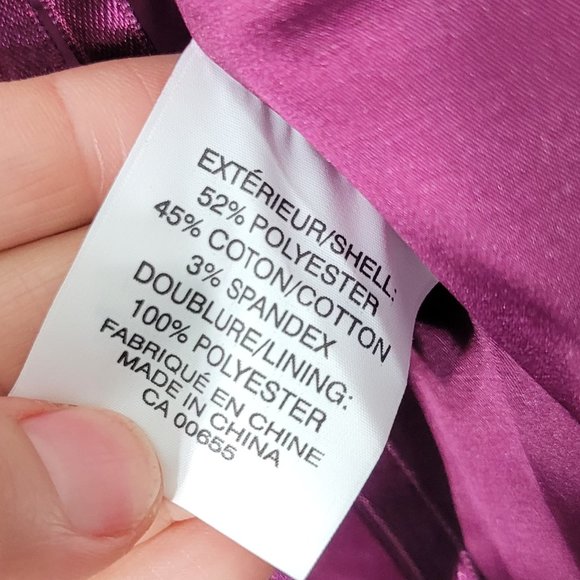 EXTÉRIEUR/SHELL:
52% POLYESTER
45% COTON/COTTON
3% SPANDEX
DOUBLURE/LINING:
100% POLYESTER
FABRIQUÉ EN CHINE
MADE IN CHINA
CA 00655